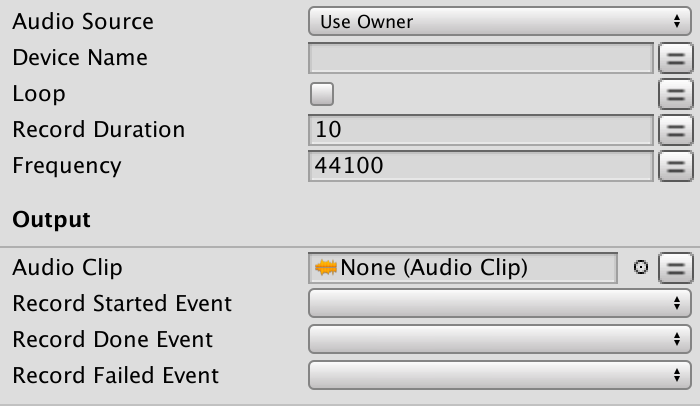 Audio Source Use Owner
Device Name
Loop
Record Duration 10
Frequency 44100
Output
Audio Clip None (Audio Clip)
Record Started Event
Record Done Event
Record Failed Event